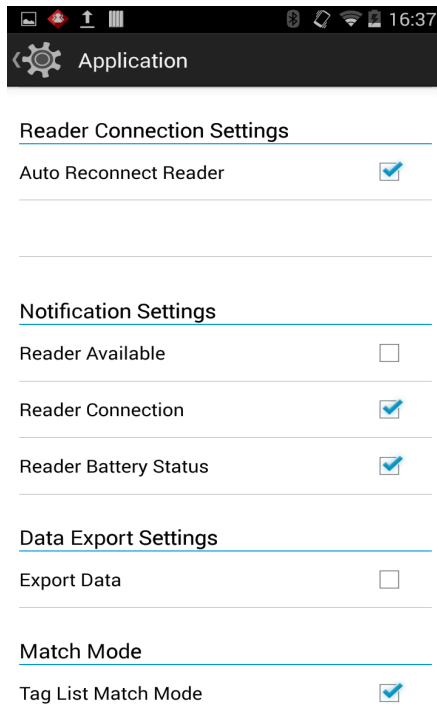 16:37
Application
Reader Connection Settings
Auto Reconnect Reader
Notification Settings
Reader Available
Reader Connection
Reader Battery Status
Data Export Settings
Export Data
Match Mode
Tag List Match Mode